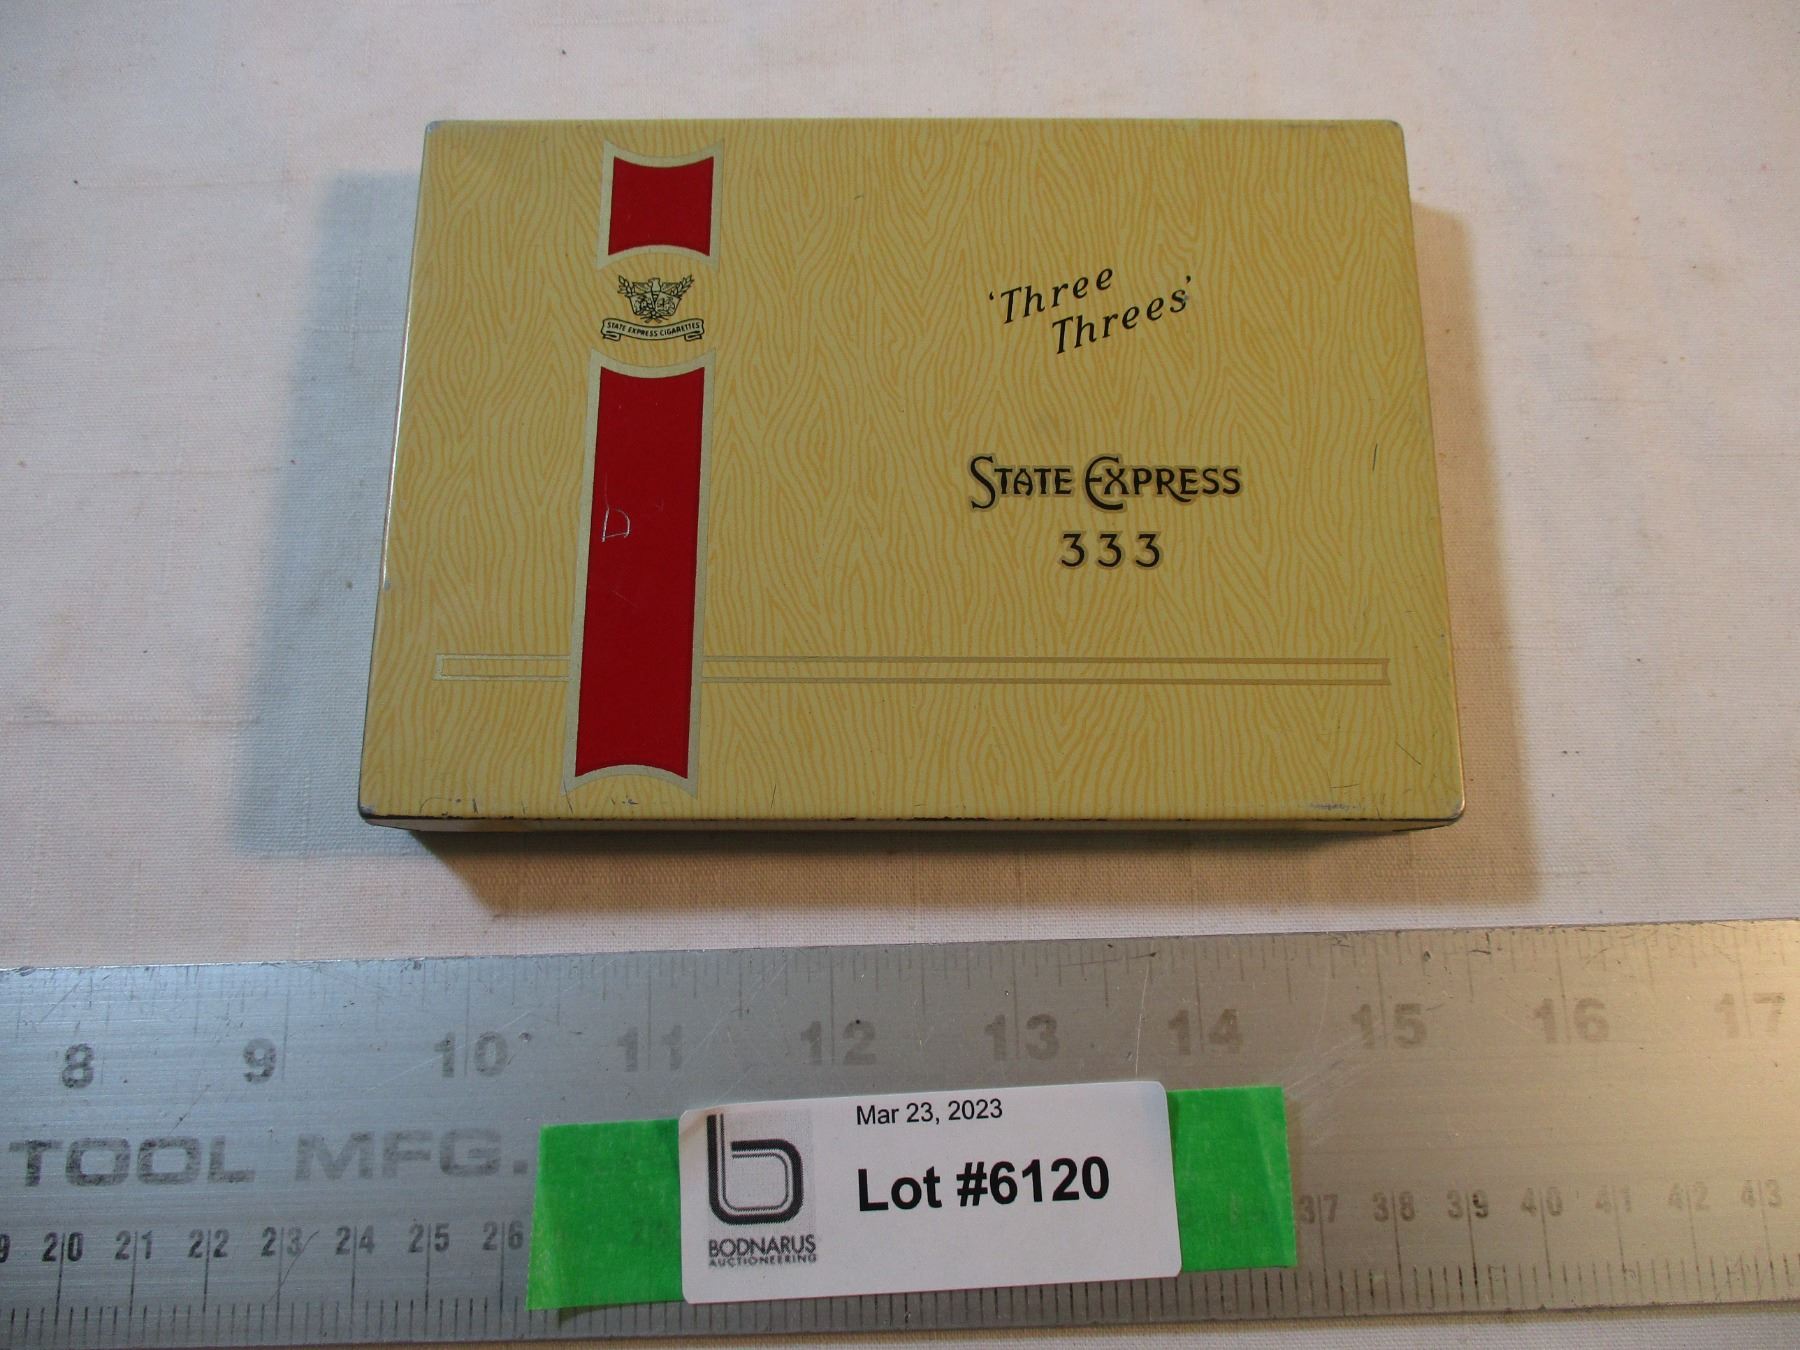 ‘Three
Threes’
STATE EXPRESS CIGARETTES
STATE EXPRESS
333
8 9 10 11 12 13 14 15 16 17
Mar 23, 2023
Lot #6120
BODNARUS
AUCTIONEERING
TOOL MFG.
20 21 22 23 24 25 26 37 38 39 40 41 42 43